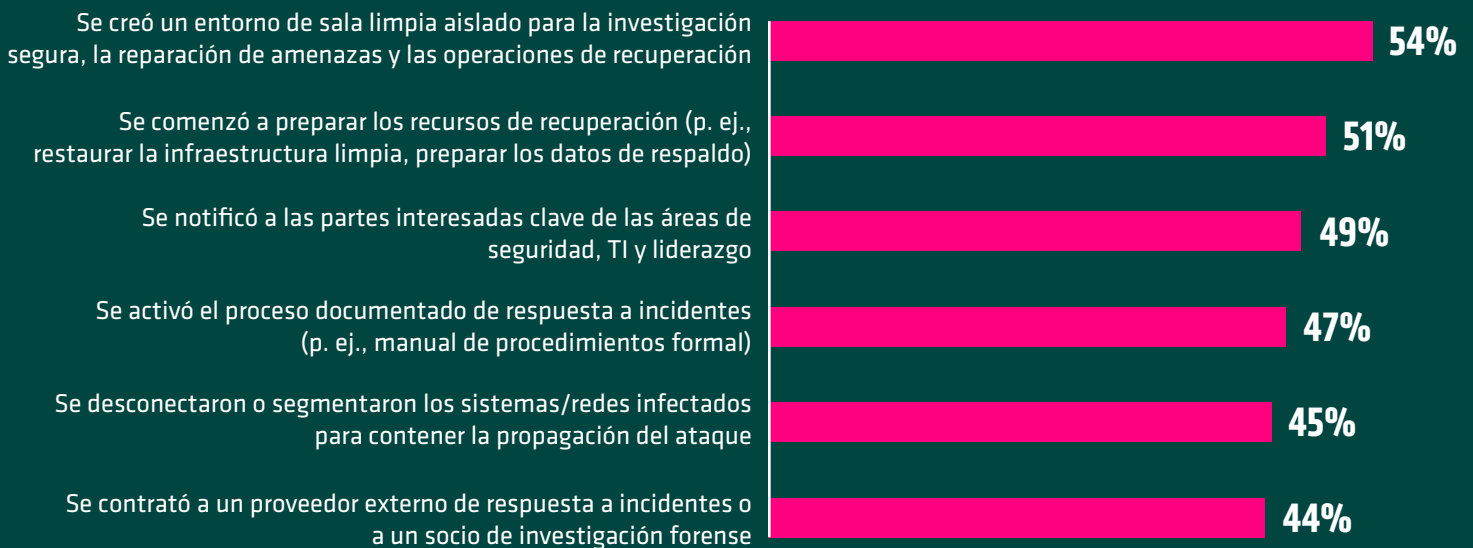 Se creó un entorno de sala limpia aislado para la investigación
segura, la reparación de amenazas y las operaciones de recuperación
54%
Se comenzó a preparar los recursos de recuperación (p. ej.,
restaurar la infraestructura limpia, preparar los datos de respaldo)
51%
Se notificó a las partes interesadas clave de las áreas de
seguridad, TI y liderazgo
49%
Se activó el proceso documentado de respuesta a incidentes
(p. ej., manual de procedimientos formal)
47%
Se desconectaron o segmentaron los sistemas/redes infectados
para contener la propagación del ataque
45%
Se contrató a un proveedor externo de respuesta a incidentes o
a un socio de investigación forense
44%